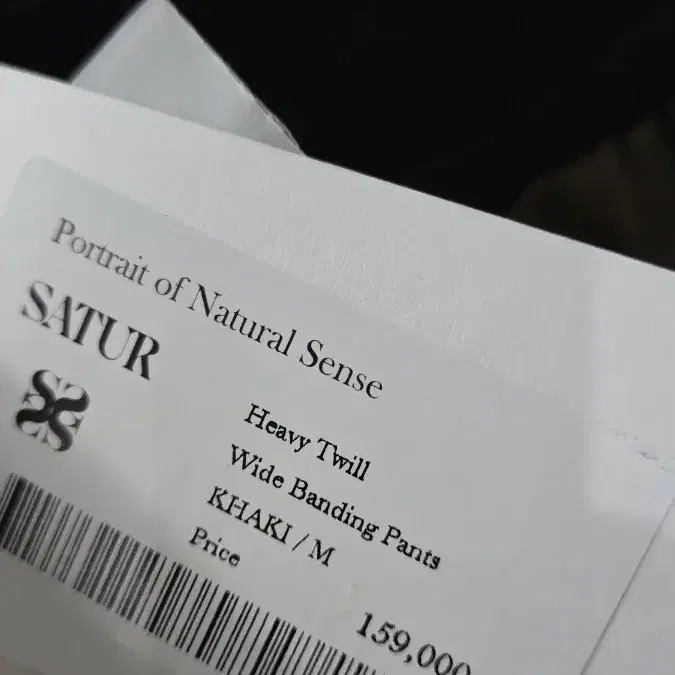 Portrait of Natural Sense
SATUR
Heavy Twill
Wide Banding Pants
KHAKI / M
Price
159,000